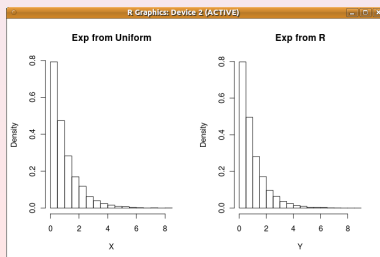 R Graphics: Device 2 (ACTIVE)
Exp from Uniform
Density
0.0 0.2 0.4 0.6 0.8
0 2 4 6 8
X
Exp from R
Density
0.0 0.2 0.4 0.6 0.8
0 2 4 6 8
Y